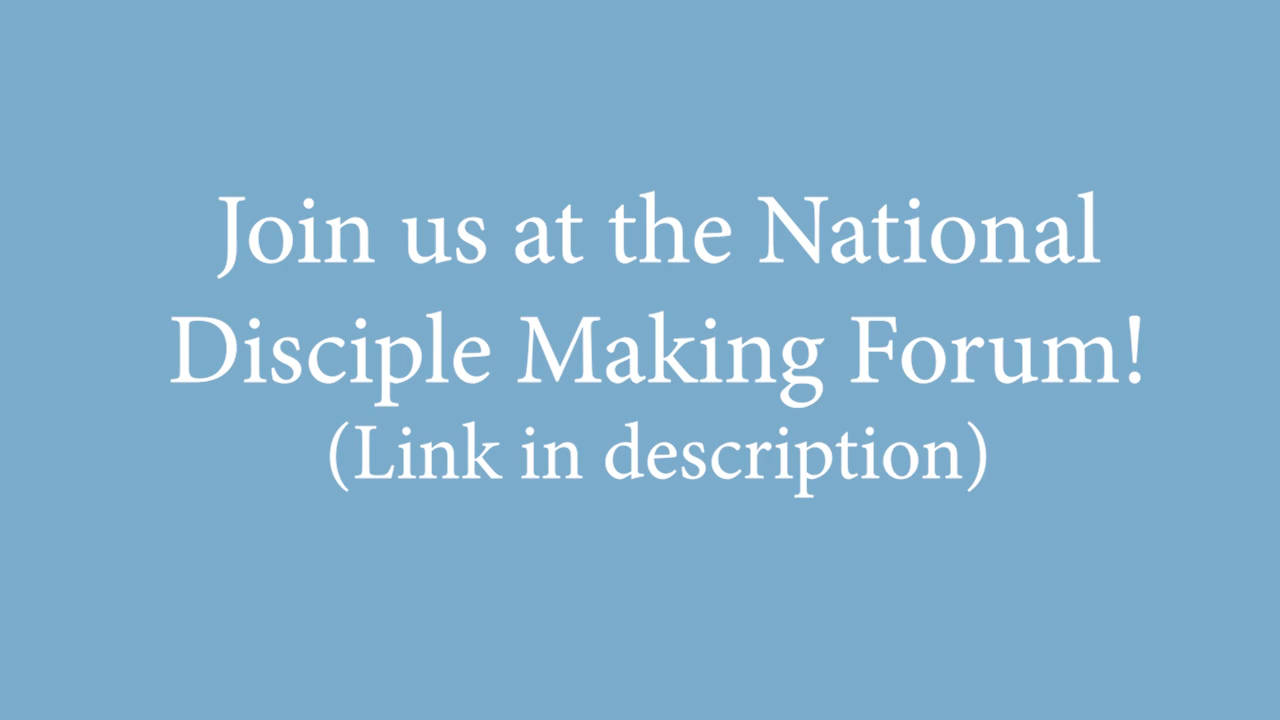 Join us at the National
Disciple Making Forum!
(Link in description)